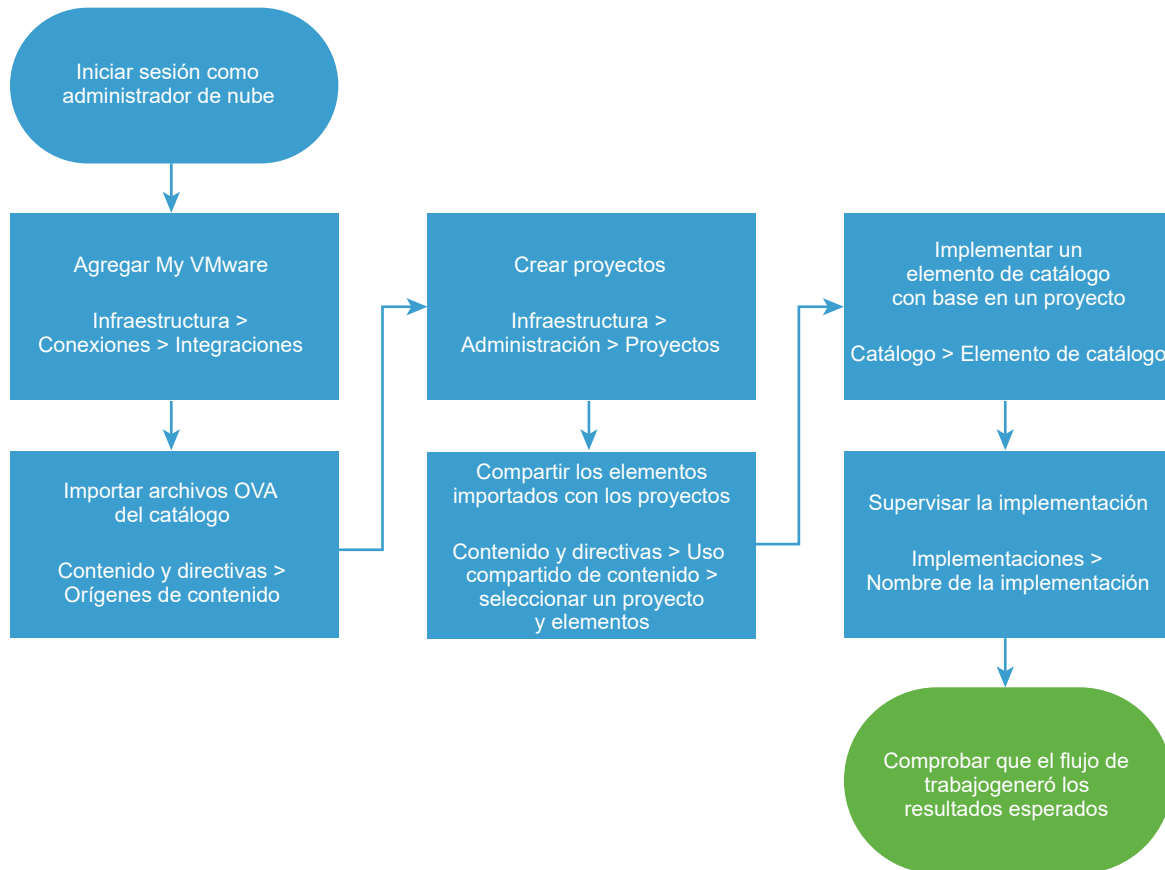 Iniciar sesión como
administrador de nube
Agregar My VMware
Infraestructura >
Conexiones > Integraciones
Importar archivos OVA
del catálogo
Contenido y directivas >
Orígenes de contenido
Crear proyectos
Infraestructura >
Administración > Proyectos
Compartir los elementos
importados con los proyectos
Contenido y directivas > Uso
compartido de contenido >
seleccionar un proyecto
y elementos
Implementar un
elemento de catálogo
con base en un proyecto
Catálogo > Elemento de catálogo
Supervisar la implementación
Implementaciones >
Nombre de la implementación
Comprobar que el flujo de
trabajogeneró los
resultados esperados